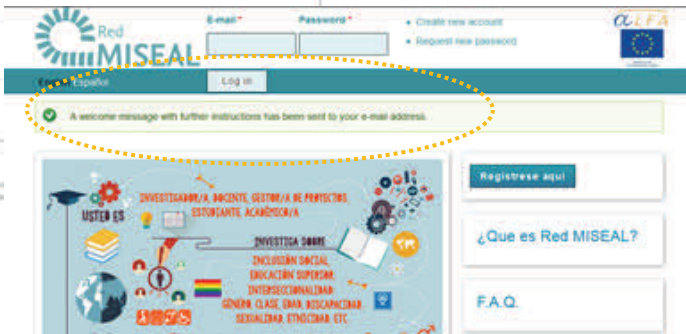 E-mail * Password *
Create new account
Request new password
Red
MISEAL
ALFA
English Español
Log in
A welcome message with further instructions has been sent to your e-mail address.
USTED ES
INVESTIGADOR/A, DOCENTE, GESTOR/A DE PROYECTOS,
ESTUDIANTE ACADÉMICO/A
INVESTIGA SOBRE
INCLUSIÓN SOCIAL
EDUCACIÓN SUPERIOR
INTERSECCIONALIDAD
GÉNERO, CLASE, EDAD, DISCAPACIDAD
SEXUALIDAD, ETNICIDAD, ETC
Regístrese aquí
¿Que es Red MISEAL?
F.A.Q.